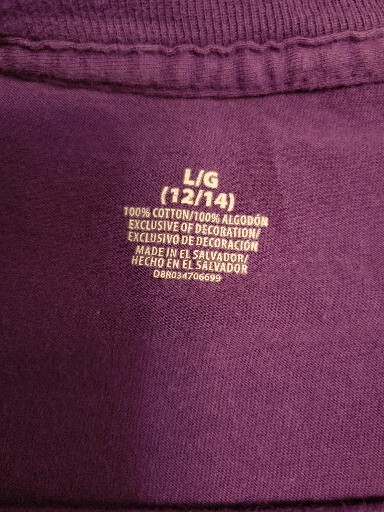 L/G
(12/14)
100% COTTON/100% ALGODÓN
EXCLUSIVE OF DECORATION/
EXCLUSIVO DE DECORACIÓN
MADE IN EL SALVADOR/
HECHO EN EL SALVADOR
D8R034706699